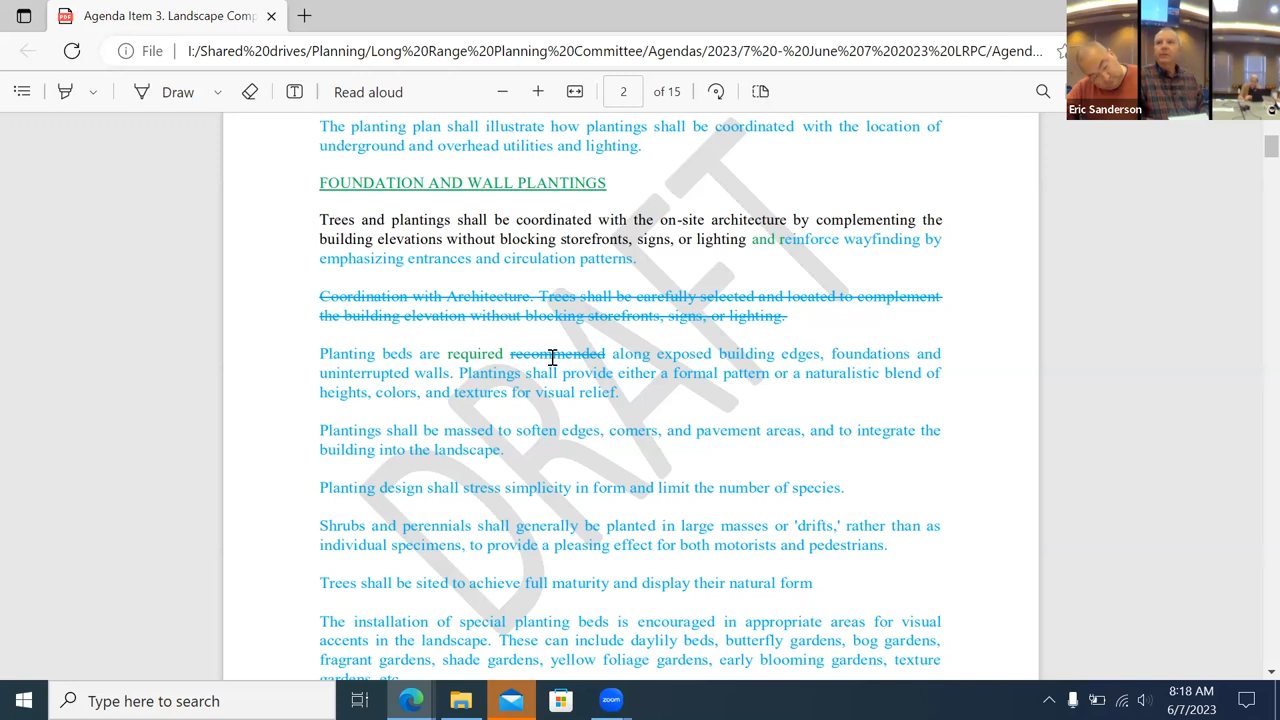 Agenda Item 3. Landscape Comp
File
I:/Shared%20drives/Planning/Long%20Range%20Planning%20Committee/Agendas/2023/7%20-%20June%207%202023%20LRPC/Agend...
Draw
Read aloud
2
of 15
Eric Sanderson
The planting plan shall illustrate how plantings shall be coordinated with the location of
underground and overhead utilities and lighting.
FOUNDATION AND WALL PLANTINGS
Trees and plantings shall be coordinated with the on-site architecture by complementing the
building elevations without blocking storefronts, signs, or lighting and reinforce wayfinding by
emphasizing entrances and circulation patterns.
Coordination with Architecture. Trees shall be carefully selected and located to complement
the building elevation without blocking storefronts, signs, or lighting.
Planting beds are required recommended along exposed building edges, foundations and
uninterrupted walls. Plantings shall provide either a formal pattern or a naturalistic blend of
heights, colors, and textures for visual relief.
Plantings shall be massed to soften edges, corners, and pavement areas, and to integrate the
building into the landscape.
Planting design shall stress simplicity in form and limit the number of species.
Shrubs and perennials shall generally be planted in large masses or 'drifts,' rather than as
individual specimens, to provide a pleasing effect for both motorists and pedestrians.
Trees shall be sited to achieve full maturity and display their natural form
The installation of special planting beds is encouraged in appropriate areas for visual
accents in the landscape. These can include daylily beds, butterfly gardens, bog gardens,
fragrant gardens, shade gardens, yellow foliage gardens, early blooming gardens, texture
gardens, etc.
DRAFT
Type here to search
zoom
8:18 AM
6/7/2023